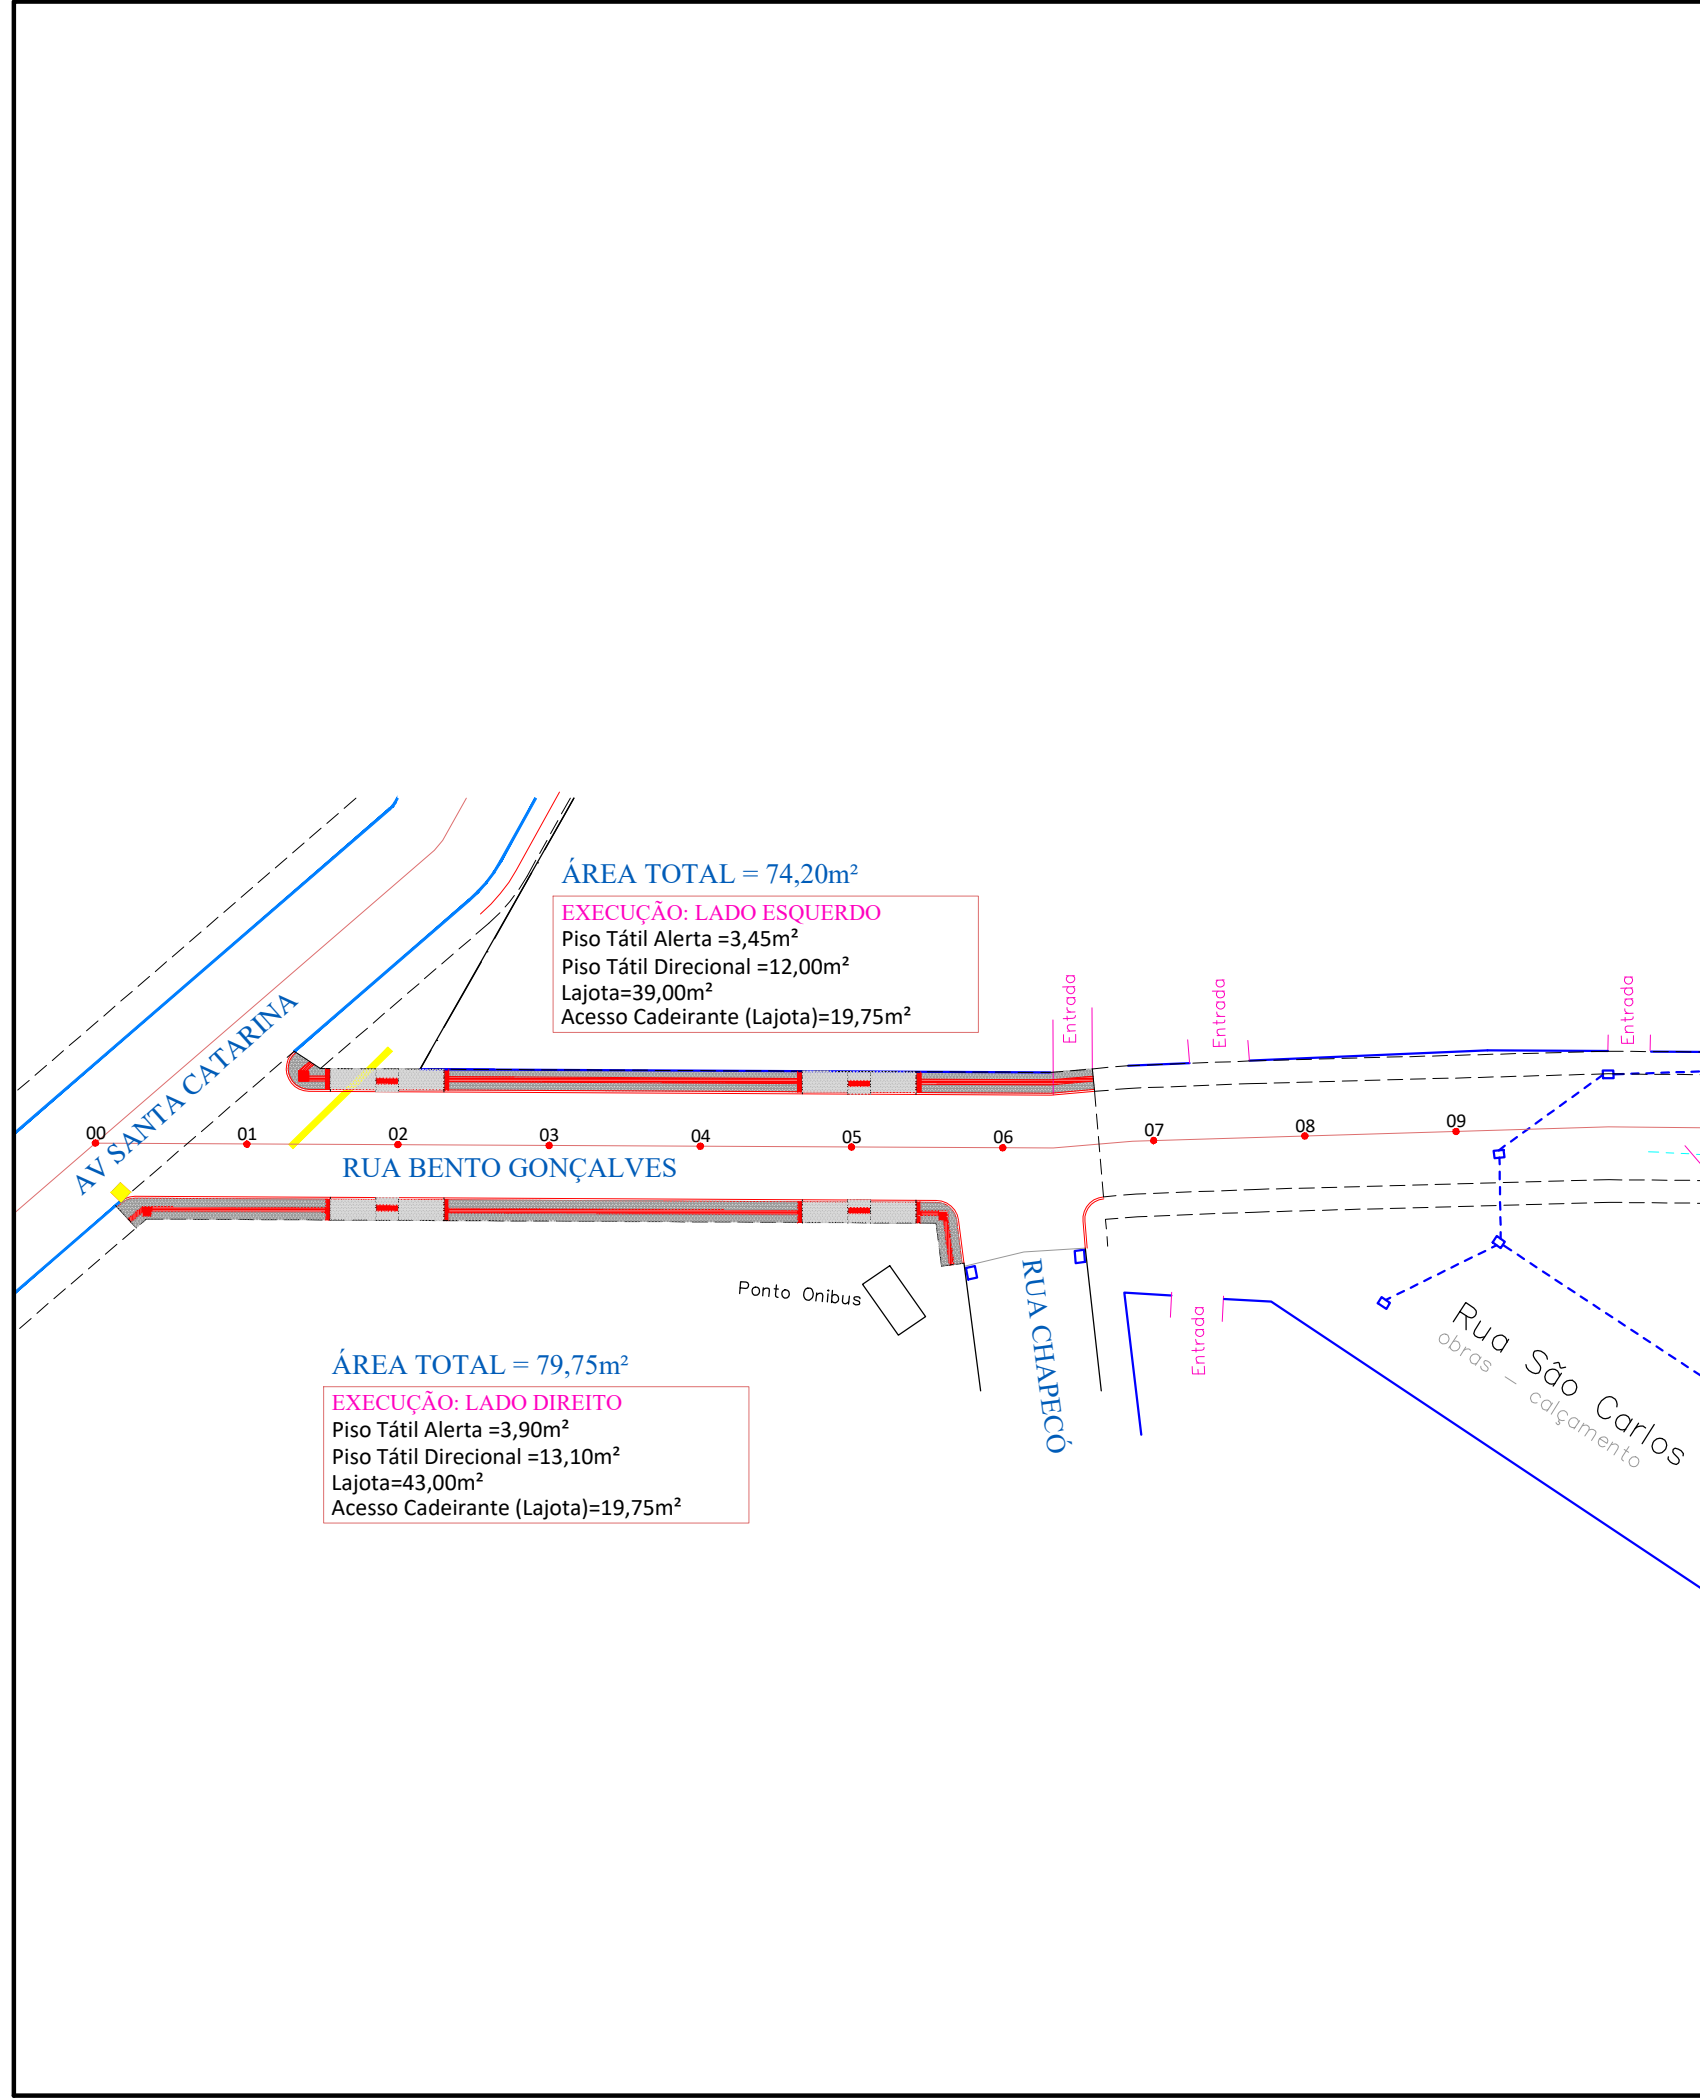 ÁREA TOTAL = 74,20m²
EXECUÇÃO: LADO ESQUERDO
Piso Tátil Alerta =3,45m²
Piso Tátil Direcional =12,00m²
Lajota=39,00m²
Acesso Cadeirante (Lajota)=19,75m²
Entrada
Entrada
Entrada
AV SANTA CATARINA
00
01
02
03
04
05
06
07
08
09
RUA BENTO GONÇALVES
Ponto Onibus
RUA CHAPECÓ
Entrada
Rua São Carlos
obras – calçamento
ÁREA TOTAL = 79,75m²
EXECUÇÃO: LADO DIREITO
Piso Tátil Alerta =3,90m²
Piso Tátil Direcional =13,10m²
Lajota=43,00m²
Acesso Cadeirante (Lajota)=19,75m²